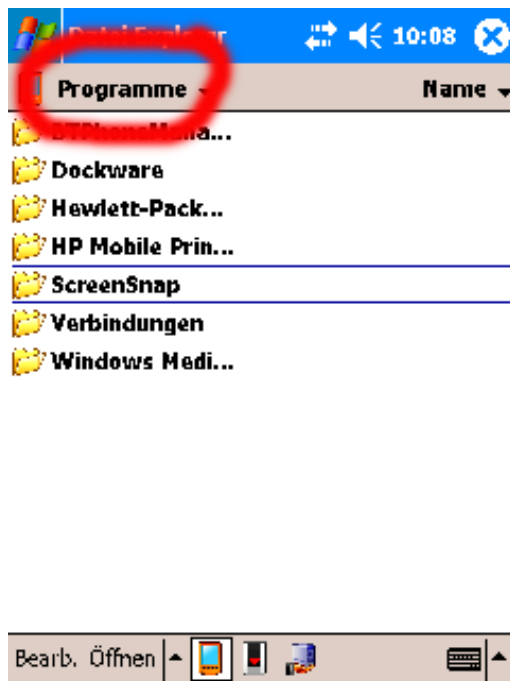 10:08
Programme Name
Dockware
Hewlett-Pack...
HP Mobile Prin...
ScreenSnap
Verbindungen
Windows Medi...
Bearb. Öffnen